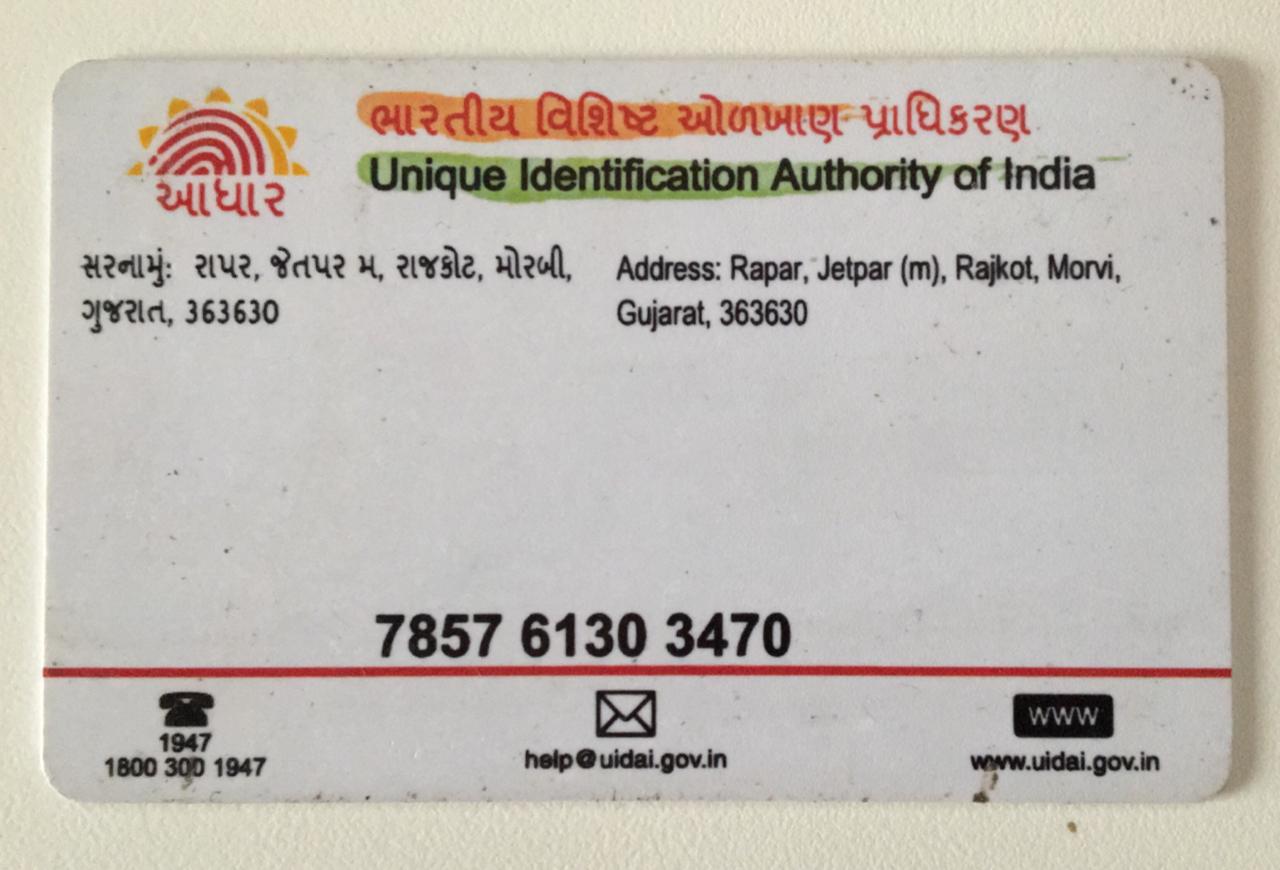 ભારતીય વિશિષ્ટ ઓળખાણ પ્રાધિકરણ
Unique Identification Authority of India
આધાર
સરનામું: રાપર, જેતપર મ, રાજકોટ, મોરબી,
ગુજરાત, 363630
Address: Rapar, Jetpar (m), Rajkot, Morvi,
Gujarat, 363630
7857 6130 3470
1947
1800 300 1947
help@uidai.gov.in
www
www.uidai.gov.in